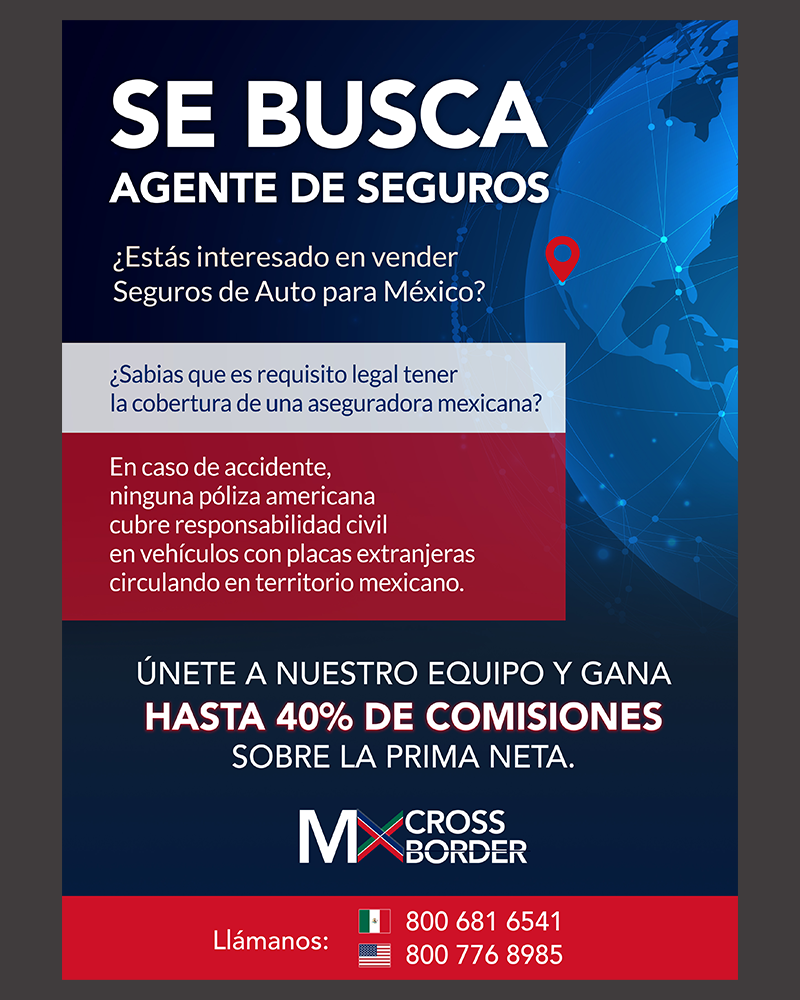 SE BUSCA
AGENTE DE SEGUROS
¿Estás interesado en vender
Seguros de Auto para México?
¿Sabias que es requisito legal tener
la cobertura de una aseguradora mexicana?
En caso de accidente,
ninguna póliza americana
cubre responsabilidad civil
en vehículos con placas extranjeras
circulando en territorio mexicano.
ÚNETE A NUESTRO EQUIPO Y GANA
HASTA 40% DE COMISIONES
SOBRE LA PRIMA NETA.
MX CROSS
BORDER
Llámanos:
800 681 6541
800 776 8985